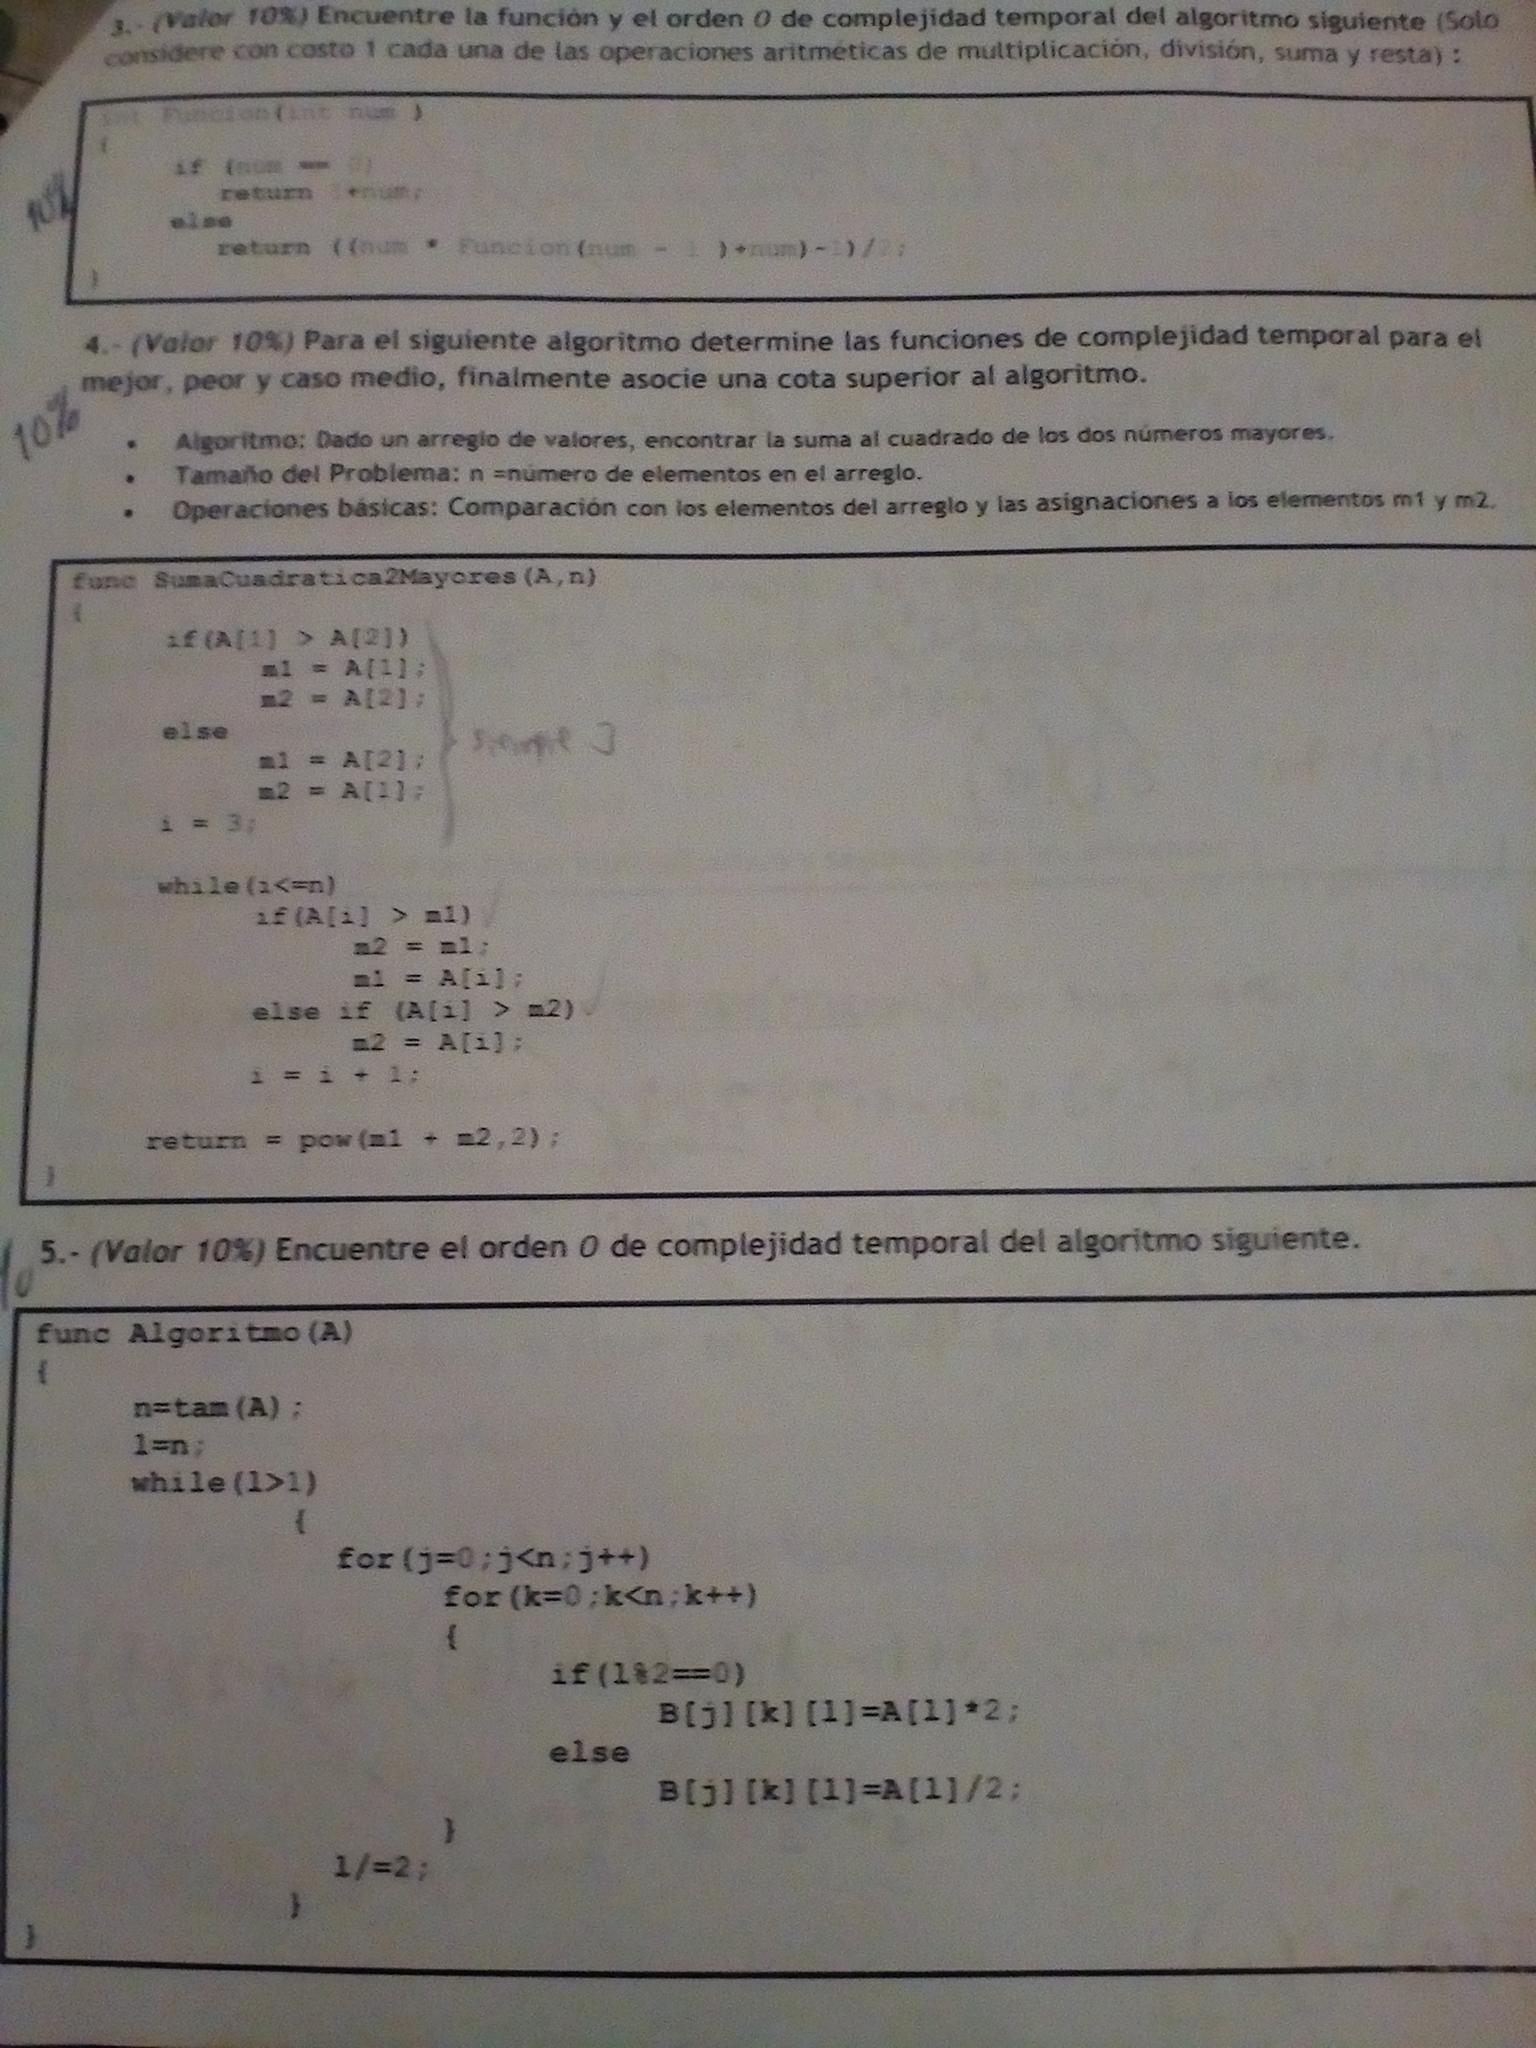 3.- (Valor 10%) Encuentre la función y el orden O de complejidad temporal del algoritmo siguiente (Solo
considere con costo 1 cada una de las operaciones aritméticas de multiplicación, división, suma y resta) :
int Funcion(int num )
{
if (num == 0)
return +num;
else
return ((num * Funcion(num - 1 )+num)-1)/2;
}
10%
4.- (Valor 10%) Para el siguiente algoritmo determine las funciones de complejidad temporal para el
mejor, peor y caso medio, finalmente asocie una cota superior al algoritmo.
10%
• Algoritmo: Dado un arreglo de valores, encontrar la suma al cuadrado de los dos números mayores.
• Tamaño del Problema: n =número de elementos en el arreglo.
• Operaciones básicas: Comparación con los elementos del arreglo y las asignaciones a los elementos m1 y m2.
func SumaCuadratica2Mayores(A,n)
{
if(A[1] > A[2])
m1 = A[1];
m2 = A[2];
else
m1 = A[2];
m2 = A[1];
siempre 3
i = 3;
while(i<=n)
if(A[i] > m1)
m2 = m1;
m1 = A[i];
else if (A[i] > m2)
m2 = A[i];
i = i + 1;
return = pow(m1 + m2,2);
}
10
5.- (Valor 10%) Encuentre el orden O de complejidad temporal del algoritmo siguiente.
func Algoritmo(A)
{
n=tam(A);
l=n;
while(l>1)
{
for(j=0;j<n;j++)
for(k=0;k<n;k++)
{
if(l%2==0)
B[j][k][l]=A[l]*2;
else
B[j][k][l]=A[l]/2;
}
l/=2;
}
}